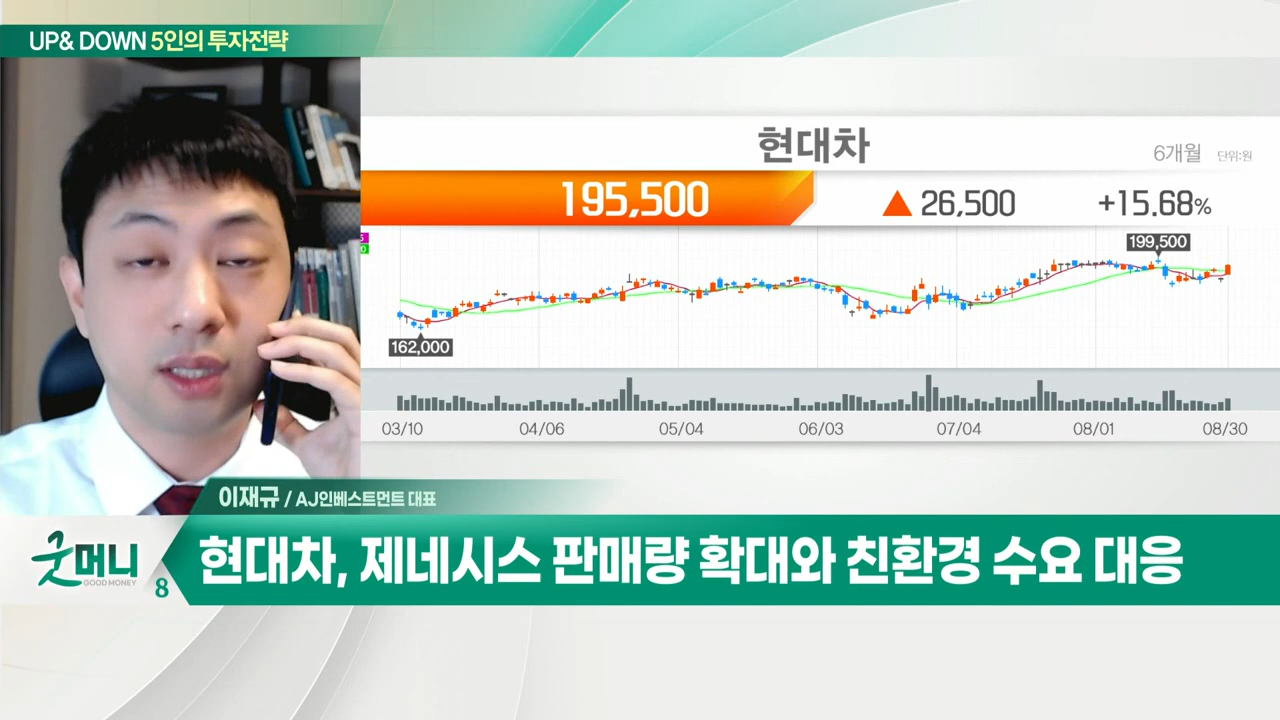 UP& DOWN 5인의 투자전략
현대차
6개월 단위:원
195,500 ▲ 26,500 +15.68%
199,500
162,000
03/10 04/06 05/04 06/03 07/04 08/01 08/30
이재규 / AJ인베스트먼트 대표
굿머니
GOOD MONEY
8
현대차, 제네시스 판매량 확대와 친환경 수요 대응